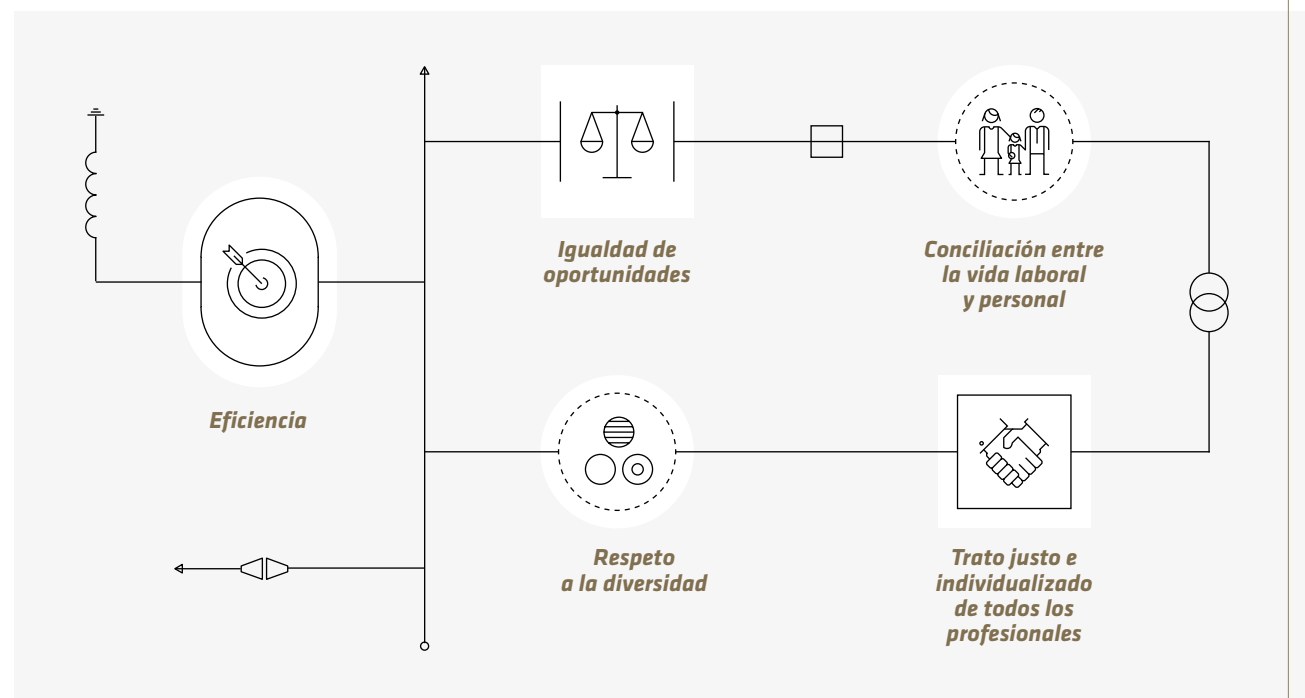 Igualdad de
oportunidades
Conciliación entre
la vida laboral
y personal
Eficiencia
Respeto
a la diversidad
Trato justo e
individualizado
de todos los
profesionales